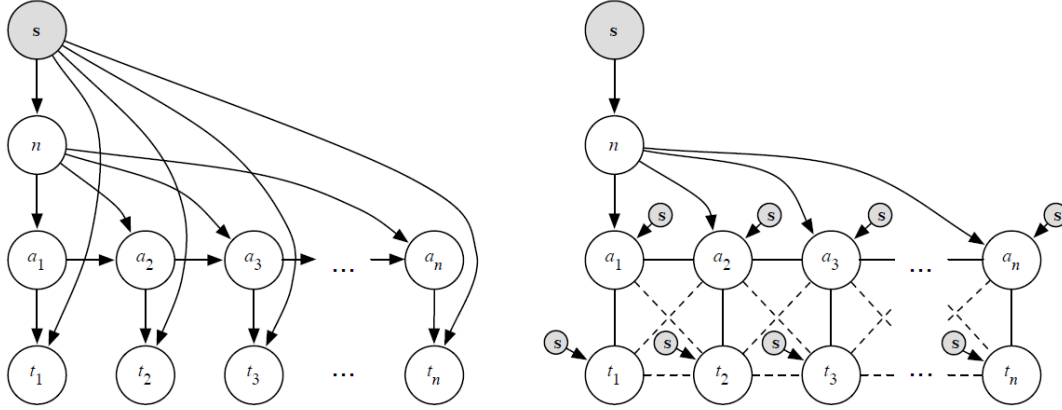 s s
n n
s s s s
a₁ a₂ a₃ ... aₙ a₁ a₂ a₃ ... aₙ
s s s s
t₁ t₂ t₃ ... tₙ t₁ t₂ t₃ ... tₙ